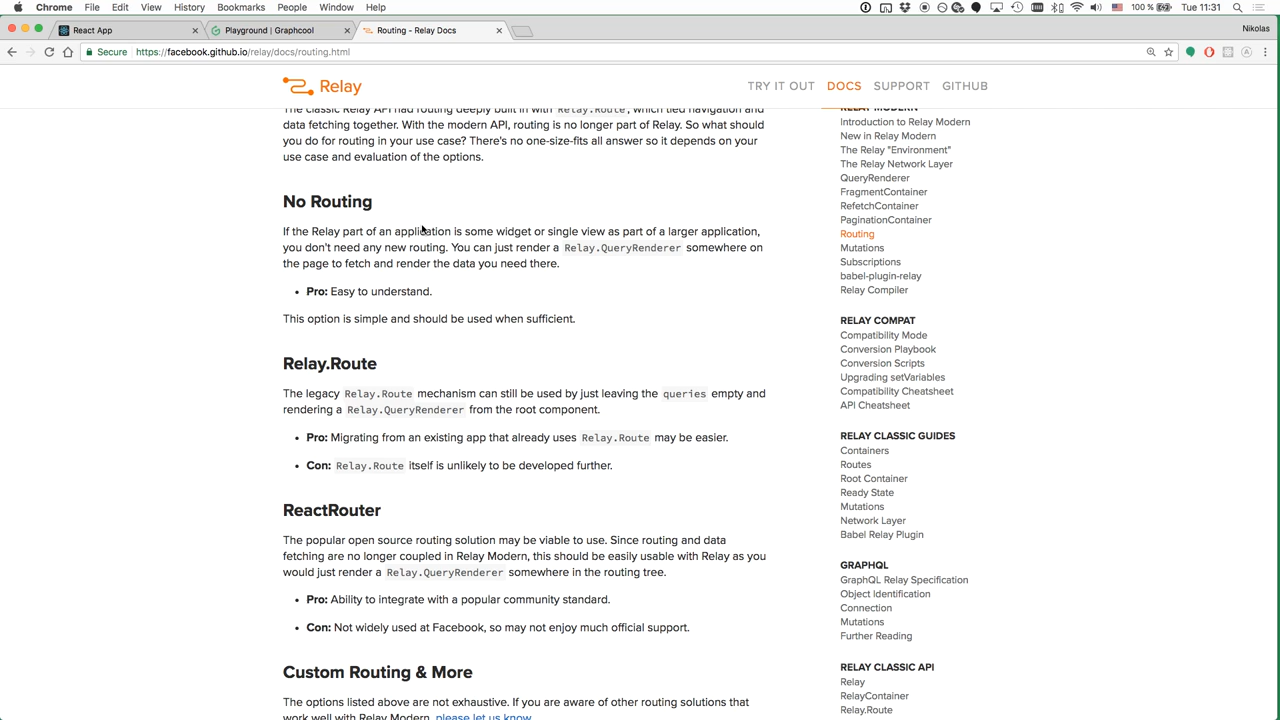 Chrome File Edit View History Bookmarks People Window Help 100 % Tue 11:31
React App Playground | Graphcool Routing - Relay Docs Nikolas
Secure https://facebook.github.io/relay/docs/routing.html
Relay
TRY IT OUT DOCS SUPPORT GITHUB
The classic Relay API had routing deeply built in with Relay.Route, which tied navigation and
data fetching together. With the modern API, routing is no longer part of Relay. So what should
you do for routing in your use case? There's no one-size-fits all answer so it depends on your
use case and evaluation of the options.
No Routing
If the Relay part of an application is some widget or single view as part of a larger application,
you don't need any new routing. You can just render a Relay.QueryRenderer somewhere on
the page to fetch and render the data you need there.
• Pro: Easy to understand.
This option is simple and should be used when sufficient.
Relay.Route
The legacy Relay.Route mechanism can still be used by just leaving the queries empty and
rendering a Relay.QueryRenderer from the root component.
• Pro: Migrating from an existing app that already uses Relay.Route may be easier.
• Con: Relay.Route itself is unlikely to be developed further.
ReactRouter
The popular open source routing solution may be viable to use. Since routing and data
fetching are no longer coupled in Relay Modern, this should be easily usable with Relay as you
would just render a Relay.QueryRenderer somewhere in the routing tree.
• Pro: Ability to integrate with a popular community standard.
• Con: Not widely used at Facebook, so may not enjoy much official support.
Custom Routing & More
The options listed above are not exhaustive. If you are aware of other routing solutions that
work well with Relay Modern, please let us know.
RELAY MODERN
Introduction to Relay Modern
New in Relay Modern
The Relay "Environment"
The Relay Network Layer
QueryRenderer
FragmentContainer
RefetchContainer
PaginationContainer
Routing
Mutations
Subscriptions
babel-plugin-relay
Relay Compiler
RELAY COMPAT
Compatibility Mode
Conversion Playbook
Conversion Scripts
Upgrading setVariables
Compatibility Cheatsheet
API Cheatsheet
RELAY CLASSIC GUIDES
Containers
Routes
Root Container
Ready State
Mutations
Network Layer
Babel Relay Plugin
GRAPHQL
GraphQL Relay Specification
Object Identification
Connection
Mutations
Further Reading
RELAY CLASSIC API
Relay
RelayContainer
Relay.Route